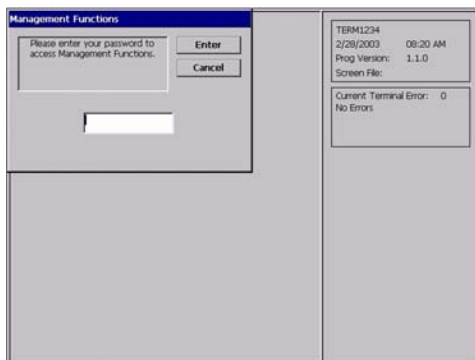 Management Functions
Please enter your password to
access Management Functions.
Enter
Cancel
TERM1234
2/28/2003 08:20 AM
Prog Version: 1.1.0
Screen File:
Current Terminal Error: 0
No Errors